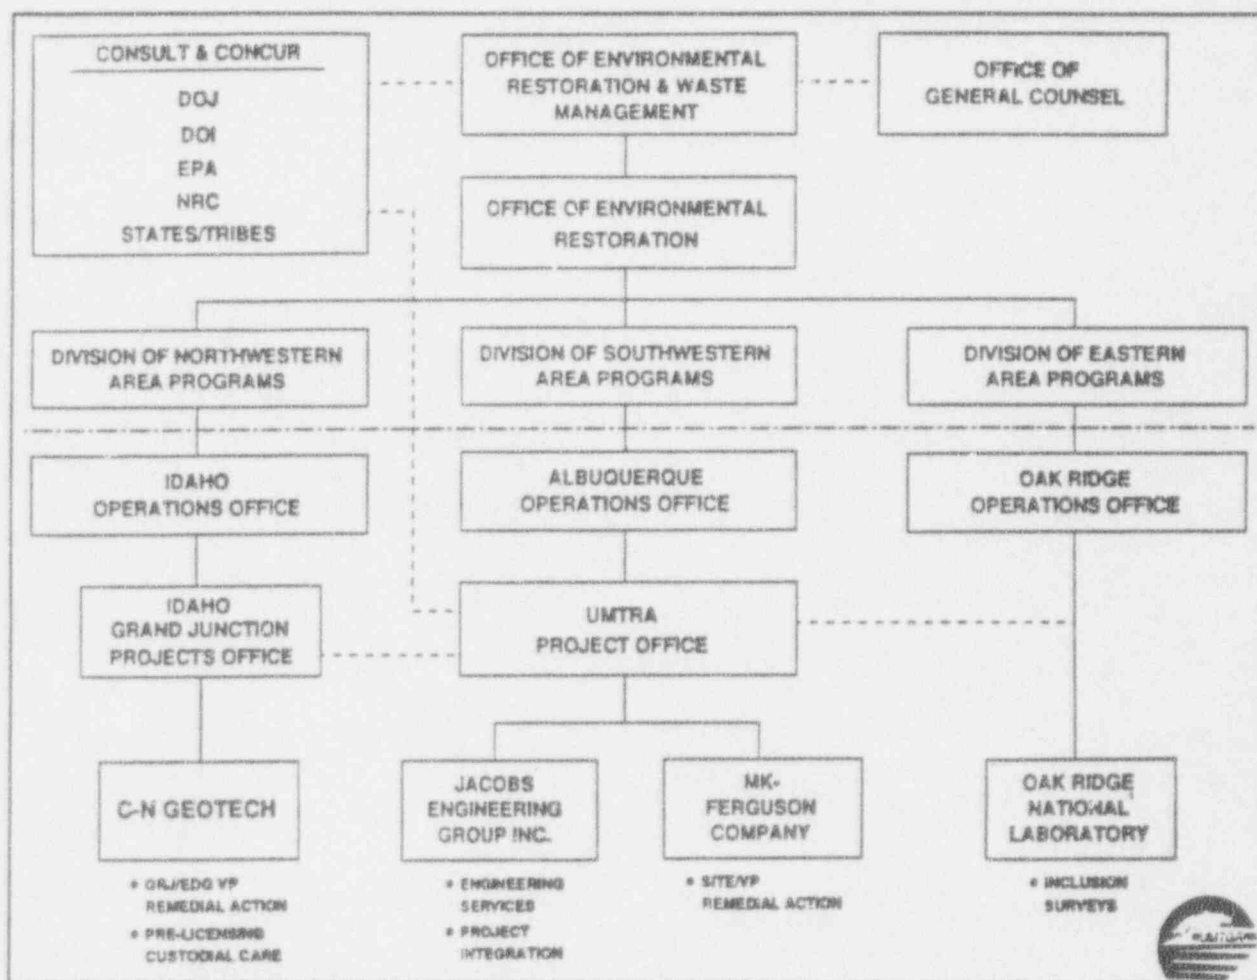 CONSULT & CONCUR
DOJ
DOI
EPA
NRC
STATES/TRIBES
OFFICE OF ENVIRONMENTAL
RESTORATION & WASTE
MANAGEMENT
OFFICE OF
GENERAL COUNSEL
OFFICE OF ENVIRONMENTAL
RESTORATION
DIVISION OF NORTHWESTERN
AREA PROGRAMS
DIVISION OF SOUTHWESTERN
AREA PROGRAMS
DIVISION OF EASTERN
AREA PROGRAMS
IDAHO
OPERATIONS OFFICE
ALBUQUERQUE
OPERATIONS OFFICE
OAK RIDGE
OPERATIONS OFFICE
IDAHO
GRAND JUNCTION
PROJECTS OFFICE
UMTRA
PROJECT OFFICE
C-N GEOTECH
JACOBS
ENGINEERING
GROUP INC.
MK-
FERGUSON
COMPANY
OAK RIDGE
NATIONAL
LABORATORY
• GRJ/EDG VP
REMEDIAL ACTION
• PRE-LICENSING
CUSTODIAL CARE
• ENGINEERING
SERVICES
• PROJECT
INTEGRATION
• SITE/VP
REMEDIAL ACTION
• INCLUSION
SURVEYS